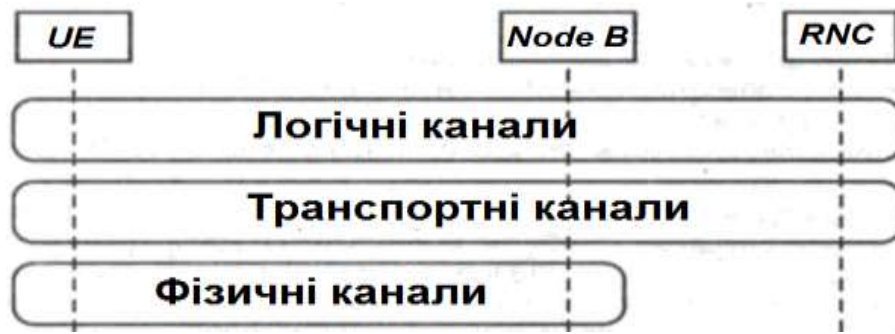 UE Node B RNC
Логічні канали
Транспортні канали
Фізичні канали